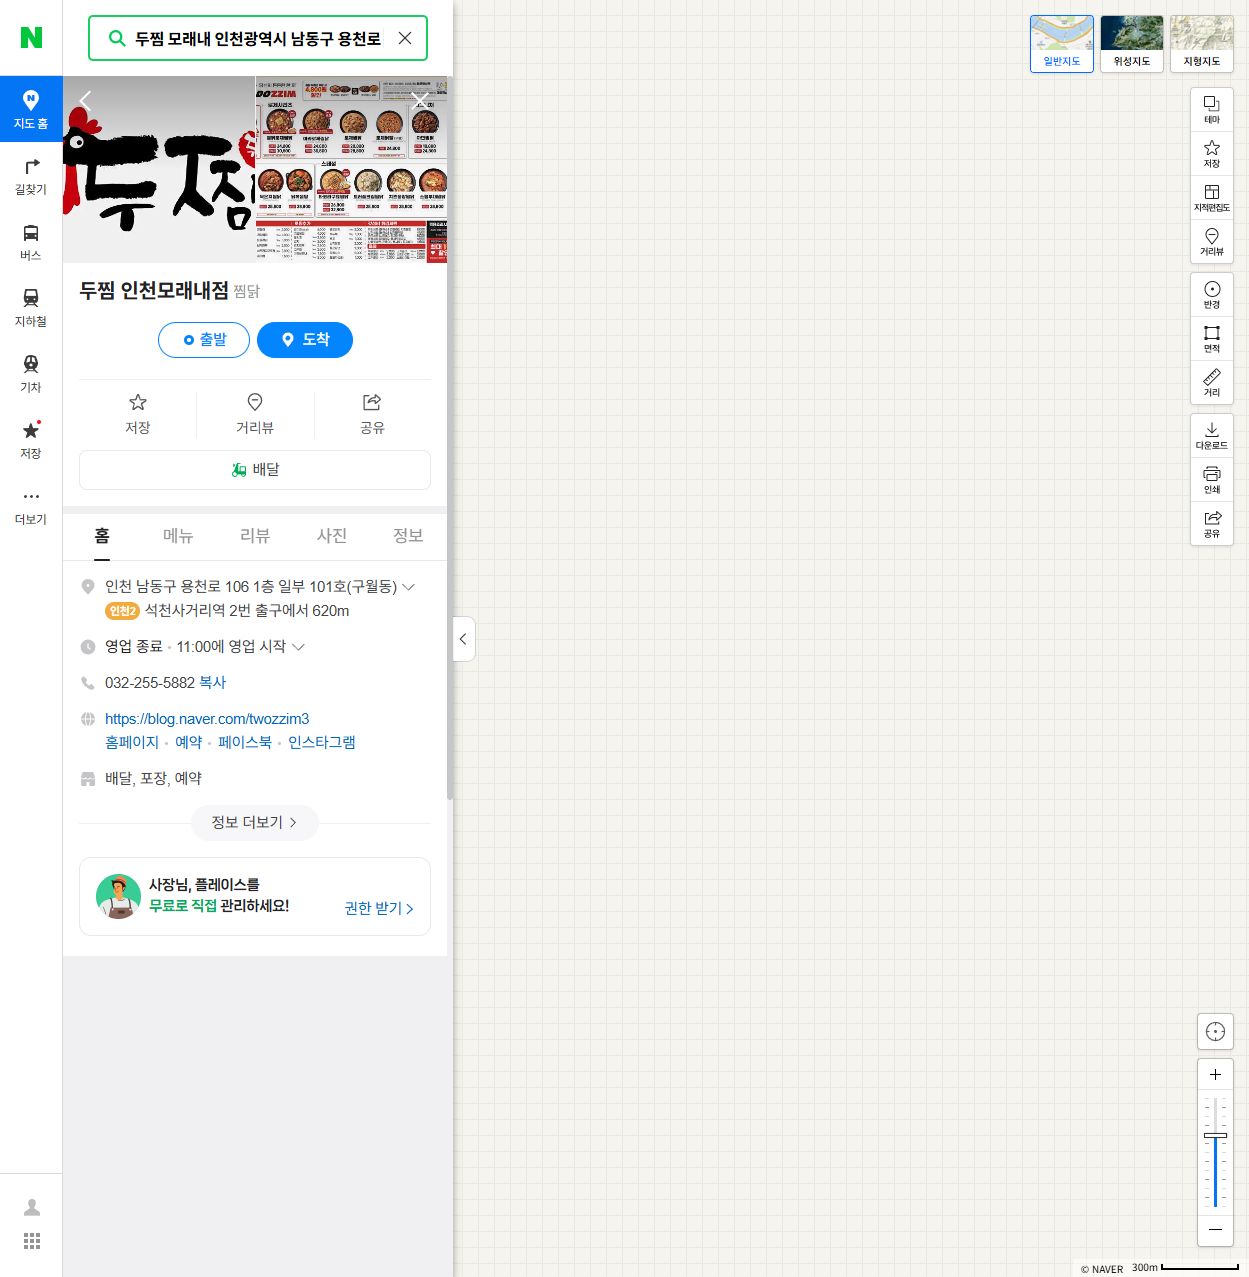 N
두찜 모래내 인천광역시 남동구 용천로
지도 홈
길찾기
버스
지하철
기차
저장
더보기
두찜
DOZZIM
4,800원
스페셜
두찜 인천모래내점 찜닭
출발
도착
저장
거리뷰
공유
배달
홈
메뉴
리뷰
사진
정보
인천 남동구 용천로 106 1층 일부 101호(구월동)
인천2 석천사거리역 2번 출구에서 620m
영업 종료 · 11:00에 영업 시작
032-255-5882 복사
https://blog.naver.com/twozzim3
홈페이지 · 예약 · 페이스북 · 인스타그램
배달, 포장, 예약
정보 더보기
사장님, 플레이스를
무료로 직접 관리하세요!
권한 받기
일반지도
위성지도
지형지도
테마
저장
지적편집도
거리뷰
반경
면적
거리
다운로드
인쇄
공유
© NAVER
300m